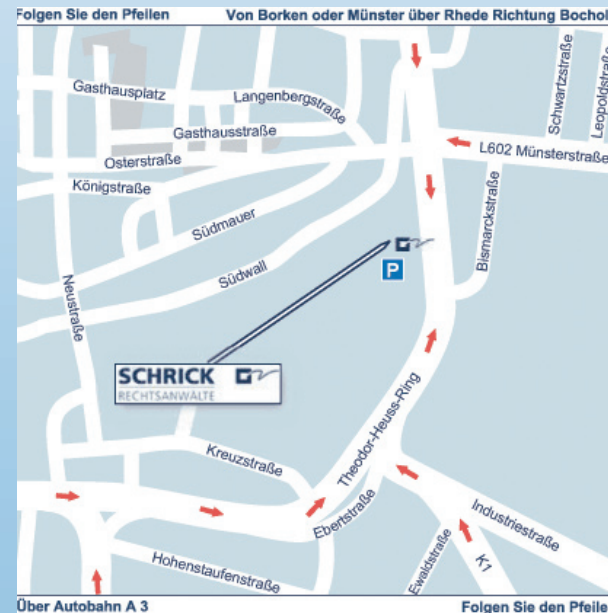 Folgen Sie den Pfeilen
Von Borken oder Münster über Rhede Richtung Bochol
Gasthausplatz
Langenbergstraße
Schwartzstraße
Leopoldstraße
Gasthausstraße
Osterstraße
L602 Münsterstraße
Königstraße
Südmauer
Bismarckstraße
Südwall
P
Neustraße
SCHRICK
RECHTSANWÄLTE
Theodor-Heuss-Ring
Kreuzstraße
Ebertstraße
Industriestraße
Ewaldstraße
K1
Hohenstaufenstraße
Über Autobahn A 3
Folgen Sie den Pfeile